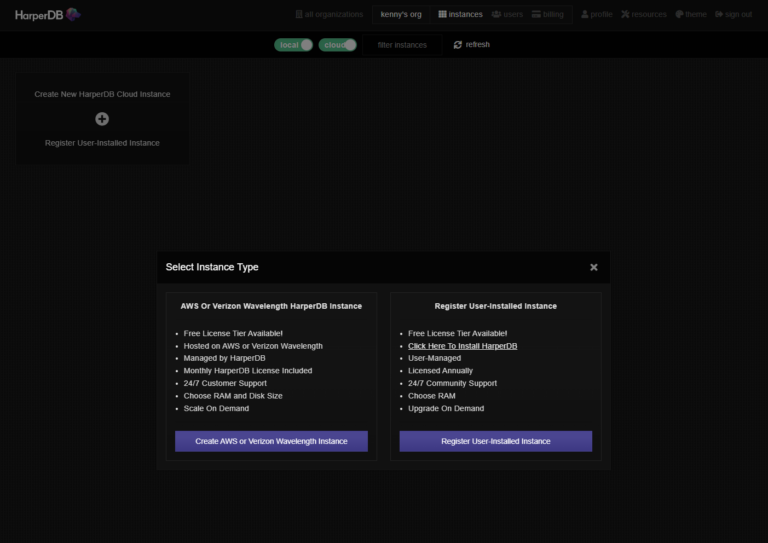 HarperDB
all organizations
kenny's org
instances
users
billing
profile
resources
theme
sign out
local
cloud
filter instances
refresh
Create New HarperDB Cloud Instance
Register User-Installed Instance
Select Instance Type
AWS Or Verizon Wavelength HarperDB Instance
Free License Tier Available!
Hosted on AWS or Verizon Wavelength
Managed by HarperDB
Monthly HarperDB License Included
24/7 Customer Support
Choose RAM and Disk Size
Scale On Demand
Create AWS or Verizon Wavelength Instance
Register User-Installed Instance
Free License Tier Available!
Click Here To Install HarperDB
User-Managed
Licensed Annually
24/7 Community Support
Choose RAM
Upgrade On Demand
Register User-Installed Instance